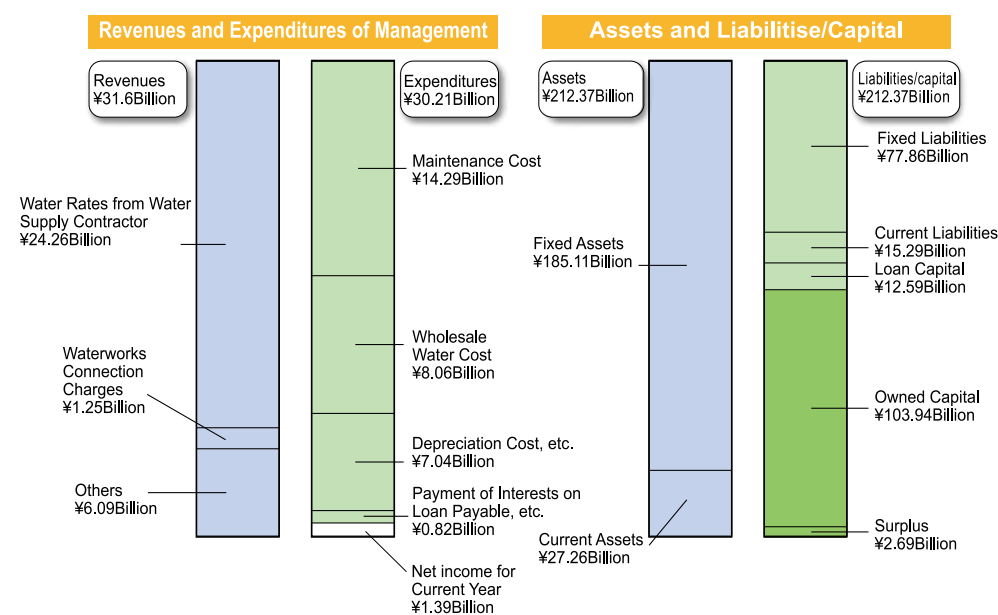 Revenues and Expenditures of Management
Revenues
¥31.6Billion
Expenditures
¥30.21Billion
Water Rates from Water
Supply Contractor
¥24.26Billion
Waterworks
Connection
Charges
¥1.25Billion
Others
¥6.09Billion
Maintenance Cost
¥14.29Billion
Wholesale
Water Cost
¥8.06Billion
Depreciation Cost, etc.
¥7.04Billion
Payment of Interests on
Loan Payable, etc.
¥0.82Billion
Net income for
Current Year
¥1.39Billion
Assets and Liabilitise/Capital
Assets
¥212.37Billion
Liabilities/capital
¥212.37Billion
Fixed Assets
¥185.11Billion
Current Assets
¥27.26Billion
Fixed Liabilities
¥77.86Billion
Current Liabilities
¥15.29Billion
Loan Capital
¥12.59Billion
Owned Capital
¥103.94Billion
Surplus
¥2.69Billion